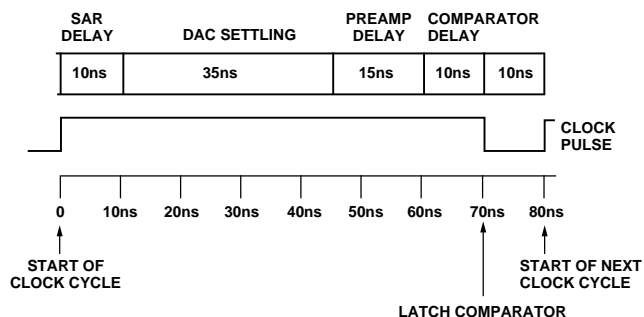 SAR
DELAY
DAC SETTLING
PREAMP
DELAY
COMPARATOR
DELAY
10ns
35ns
15ns
10ns
10ns
CLOCK
PULSE
0
10ns
20ns
30ns
40ns
50ns
60ns
70ns
80ns
START OF
CLOCK CYCLE
START OF NEXT
CLOCK CYCLE
LATCH COMPARATOR